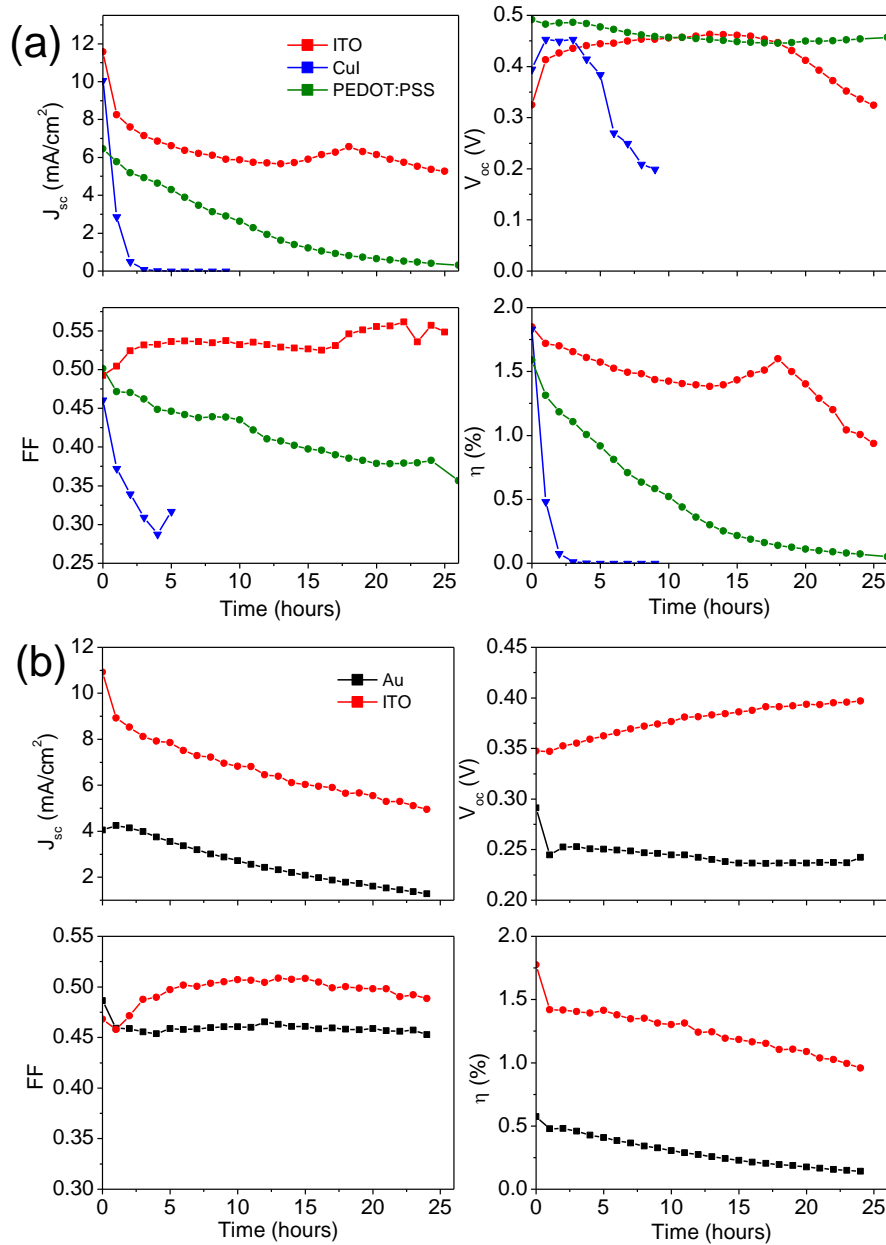 (a)
12
10
8
6
4
2
0
J_sc (mA/cm²)
ITO
CuI
PEDOT:PSS
0.5
0.4
0.3
0.2
0.1
0.0
V_oc (V)
0.55
0.50
0.45
0.40
0.35
0.30
0.25
FF
0 5 10 15 20 25
Time (hours)
2.0
1.5
1.0
0.5
0.0
η (%)
0 5 10 15 20 25
Time (hours)
(b)
12
10
8
6
4
2
J_sc (mA/cm²)
Au
ITO
0.45
0.40
0.35
0.30
0.25
0.20
V_oc (V)
0.55
0.50
0.45
0.40
0.35
0.30
FF
0 5 10 15 20 25
Time (hours)
2.0
1.5
1.0
0.5
0.0
η (%)
0 5 10 15 20 25
Time (hours)